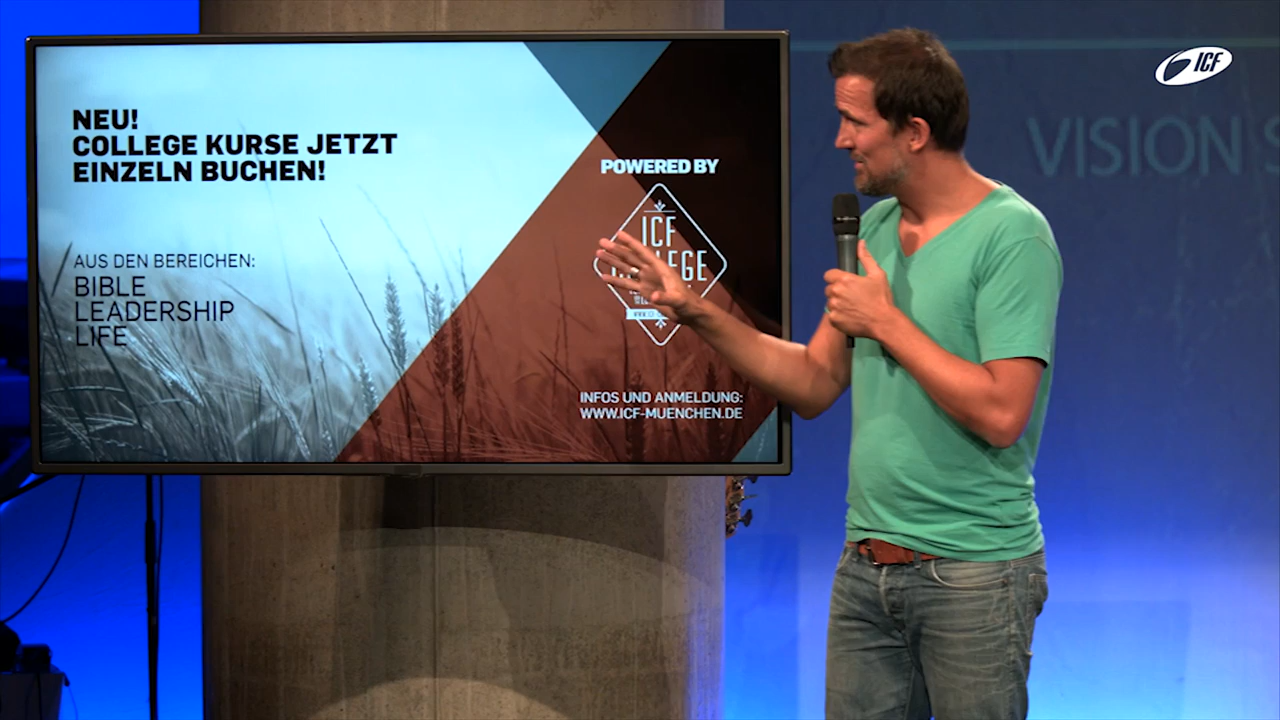 NEU!
COLLEGE KURSE JETZT
EINZELN BUCHEN!
AUS DEN BEREICHEN:
BIBLE
LEADERSHIP
LIFE
POWERED BY
ICF
INFOS UND ANMELDUNG:
WWW.ICF-MUENCHEN.DE
ICF
VISION